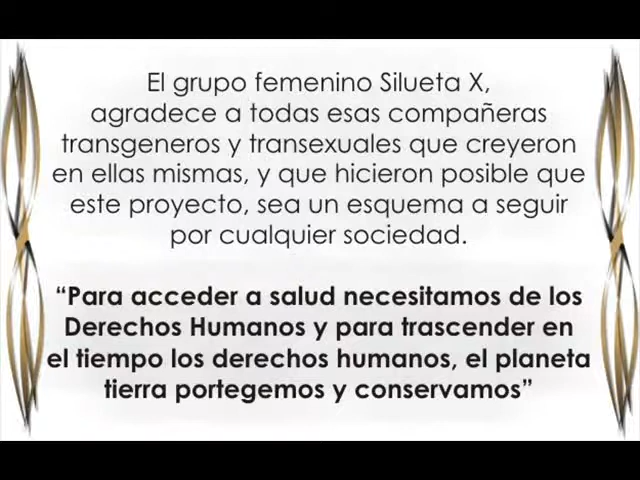 El grupo femenino Silueta X,
agradece a todas esas compañeras
transgeneros y transexuales que creyeron
en ellas mismas, y que hicieron posible que
este proyecto, sea un esquema a seguir
por cualquier sociedad.
“Para acceder a salud necesitamos de los
Derechos Humanos y para trascender en
el tiempo los derechos humanos, el planeta
tierra portegemos y conservamos”